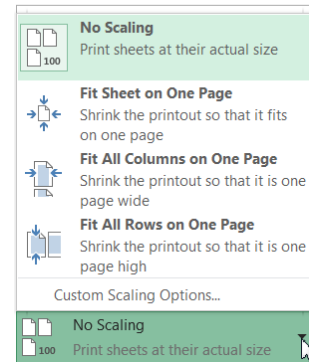 No Scaling
Print sheets at their actual size
100
Fit Sheet on One Page
Shrink the printout so that it fits
on one page
Fit All Columns on One Page
Shrink the printout so that it is one
page wide
Fit All Rows on One Page
Shrink the printout so that it is one
page high
Custom Scaling Options...
No Scaling
100
Print sheets at their actual size